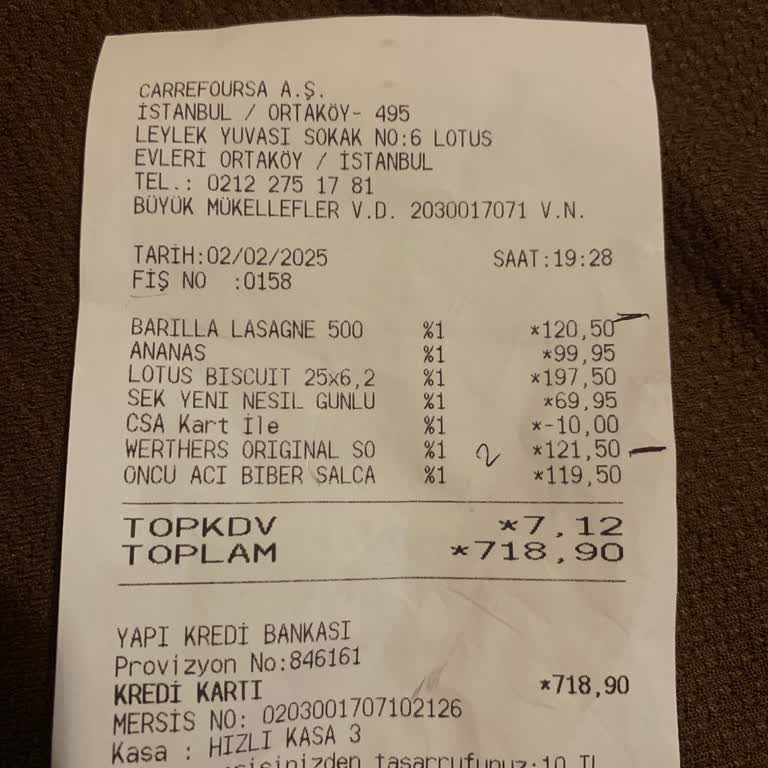 CARREFOURSA A.Ş.
İSTANBUL / ORTAKÖY- 495
LEYLEK YUVASI SOKAK NO:6 LOTUS
EVLERİ ORTAKÖY / İSTANBUL
TEL.: 0212 275 17 81
BÜYÜK MÜKELLEFLER V.D. 2030017071 V.N.
TARİH:02/02/2025 SAAT:19:28
FİŞ NO :0158
BARILLA LASAGNE 500 %1 *120,50
ANANAS %1 *99,95
LOTUS BISCUIT 25x6,2 %1 *197,50
SEK YENI NESIL GUNLU %1 *69,95
CSA Kart İle %1 *-10,00
WERTHERS ORIGINAL SO %1 2 *121,50
ONCU ACI BIBER SALCA %1 *119,50
TOPKDV *7,12
TOPLAM *718,90
YAPI KREDİ BANKASI
Provizyon No:846161
KREDİ KARTI *718,90
MERSİS NO: 0203001707102126
Kasa : HIZLI KASA 3
tasarrufunuz:10 TL